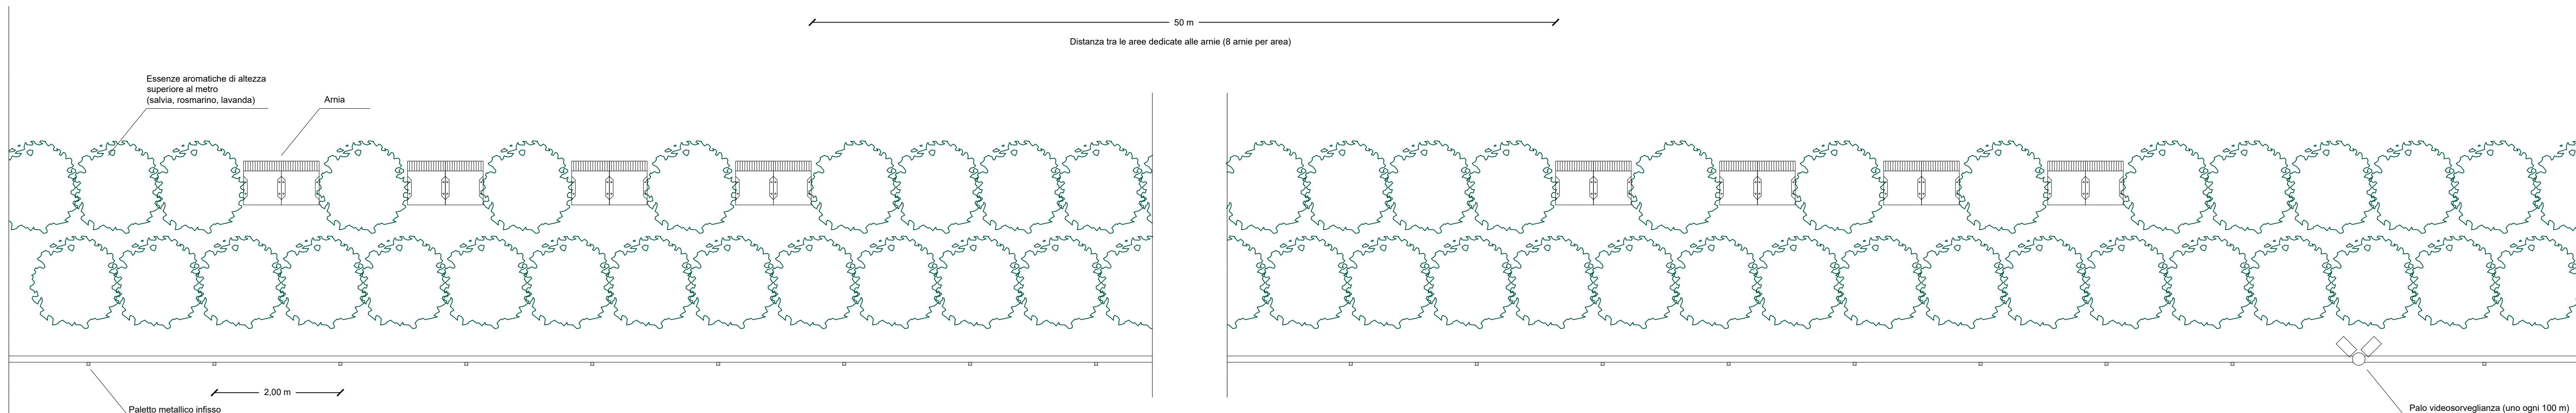 50 m
Distanza tra le aree dedicate alle arnie (8 arnie per area)
Essenze aromatiche di altezza
superiore al metro
(salvia, rosmarino, lavanda)
Arnia
2,00 m
Paletto metallico infisso
Palo videosorveglianza (uno ogni 100 m)